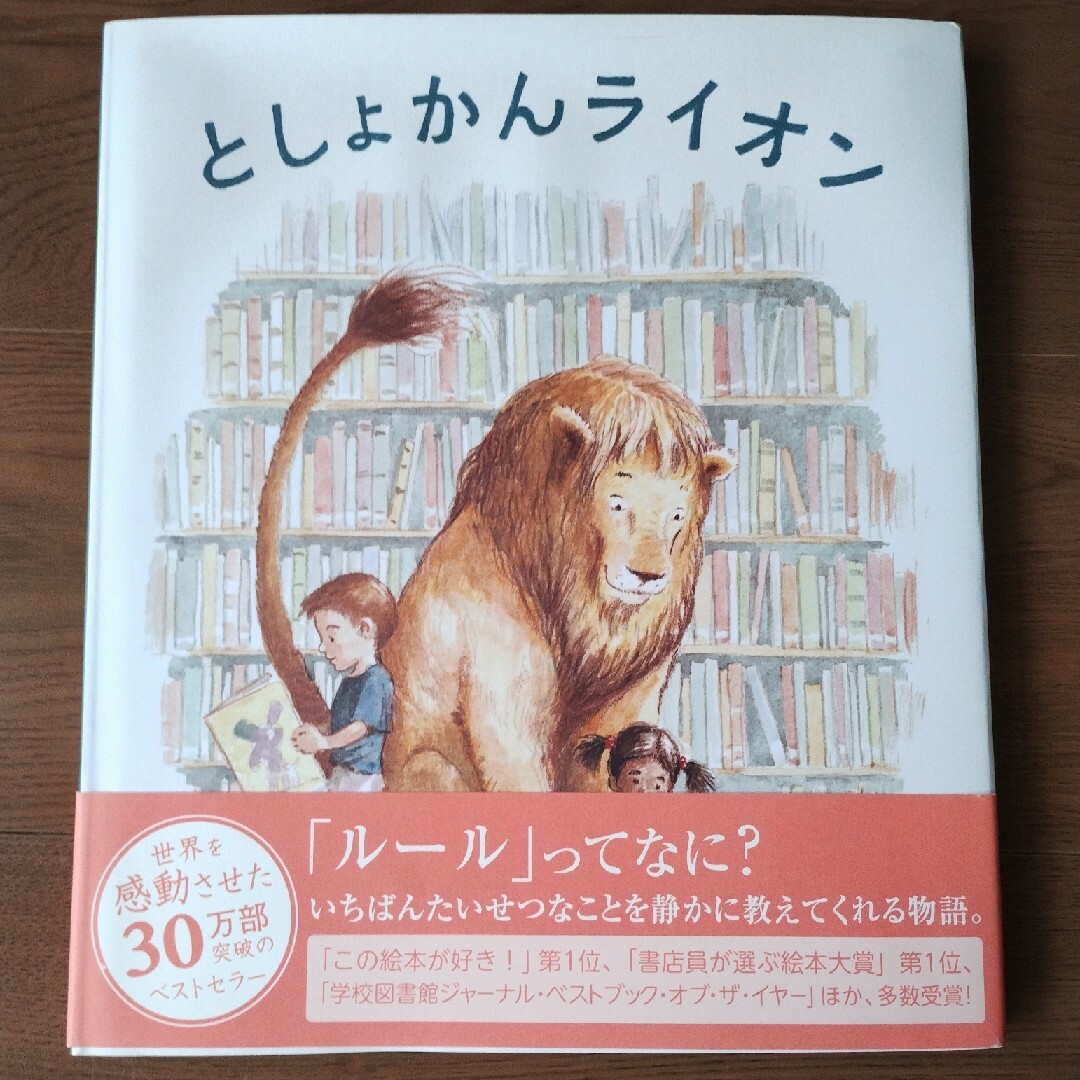 としょかんライオン
世界を
感動させた
30万部
突破の
ベストセラー
「ルール」ってなに?
いちばんたいせつなことを静かに教えてくれる物語。
「この絵本が好き!」第1位、「書店員が選ぶ絵本大賞」第1位、
「学校図書館ジャーナル・ベストブック・オブ・ザ・イヤー」ほか、多数受賞!